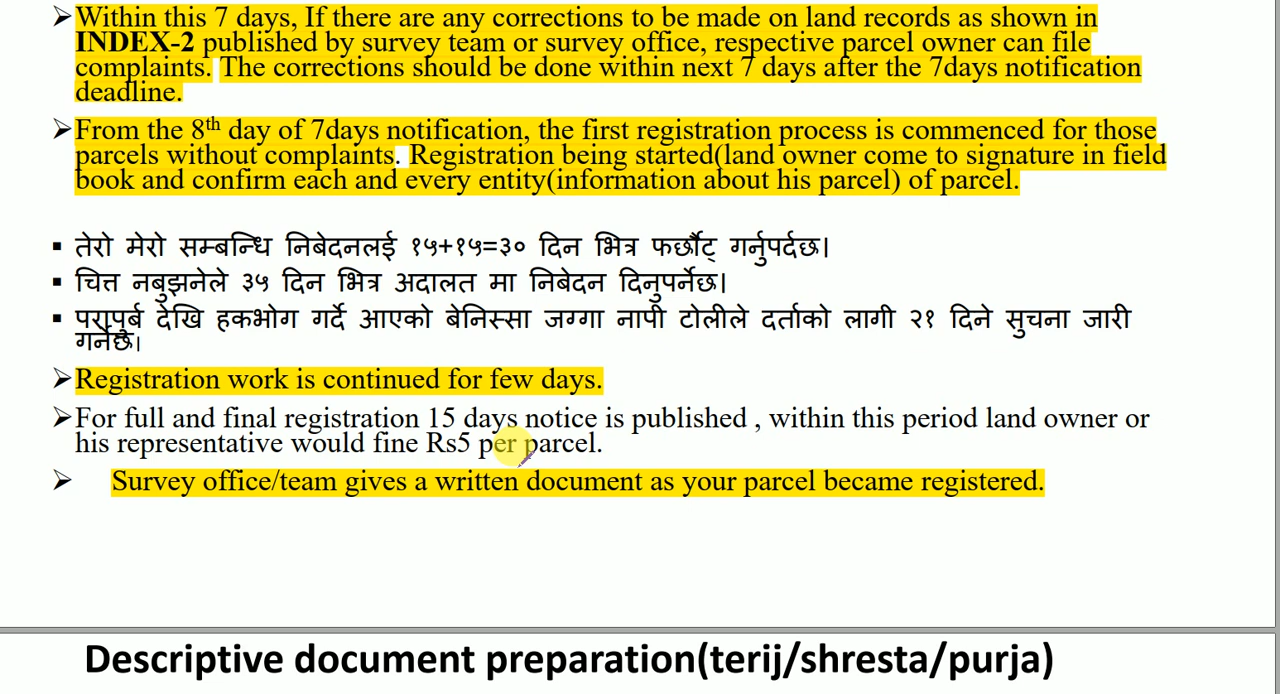 ➢Within this 7 days, If there are any corrections to be made on land records as shown in
INDEX-2 published by survey team or survey office, respective parcel owner can file
complaints. The corrections should be done within next 7 days after the 7days notification
deadline.
➢From the 8th day of 7days notification, the first registration process is commenced for those
parcels without complaints. Registration being started(land owner come to signature in field
book and confirm each and every entity(information about his parcel) of parcel.
▪ तेरो मेरो सम्बन्धि निबेदनलई १५+१५=३० दिन भित्र फर्छौट् गर्नुपर्दछ।
▪ चित्त नबुझनेले ३५ दिन भित्र अदालत मा निबेदन दिनुपर्नेछ।
▪ परापुर्ब देखि हकभोग गर्दे आएको बेनिस्सा जग्गा नापी टोलीले दर्ताको लागी २१ दिने सुचना जारी
गर्नेछ।
➢Registration work is continued for few days.
➢For full and final registration 15 days notice is published , within this period land owner or
his representative would fine Rs5 per parcel.
➢ Survey office/team gives a written document as your parcel became registered.
Descriptive document preparation(terij/shresta/purja)